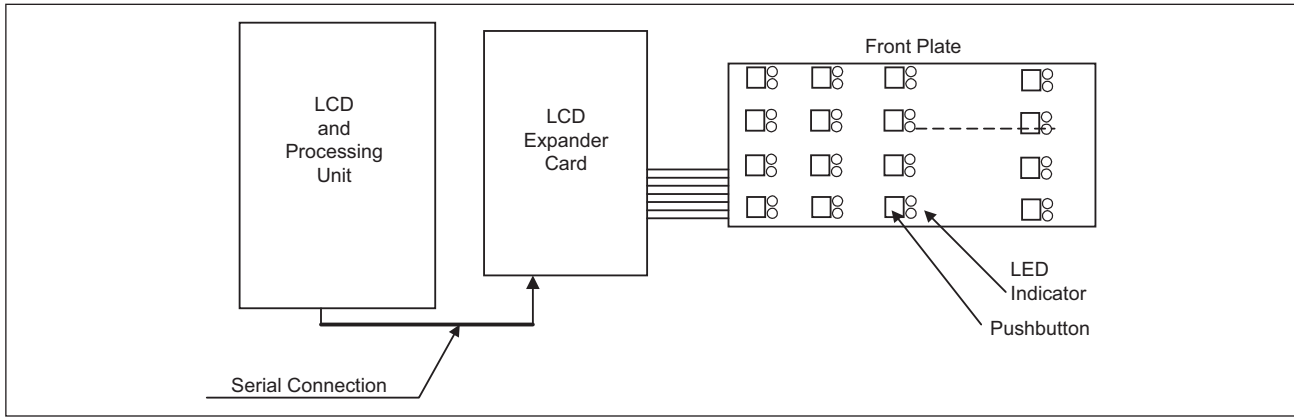 LCD
and
Processing
Unit
LCD
Expander
Card
Front Plate
LED
Indicator
Pushbutton
Serial Connection